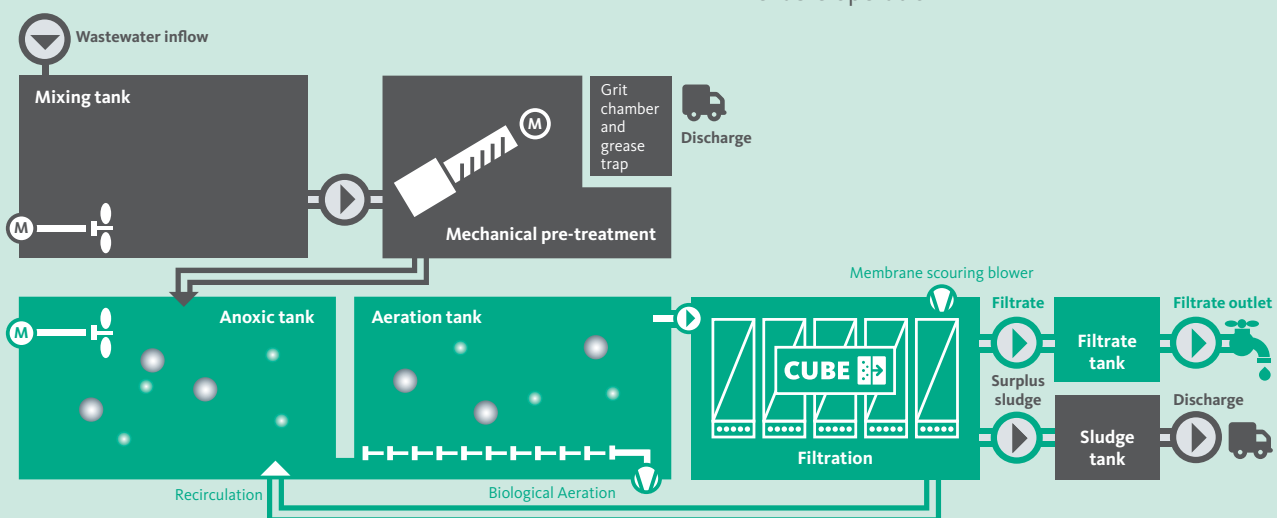 Wastewater inflow
Mixing tank
M
M
Grit
chamber
and
grease
trap
Discharge
Mechanical pre-treatment
Membrane scouring blower
M
Anoxic tank
Aeration tank
Filtrate
Filtrate
tank
Filtrate outlet
CUBE
Surplus
sludge
Discharge
Sludge
tank
Filtration
Recirculation
Biological Aeration